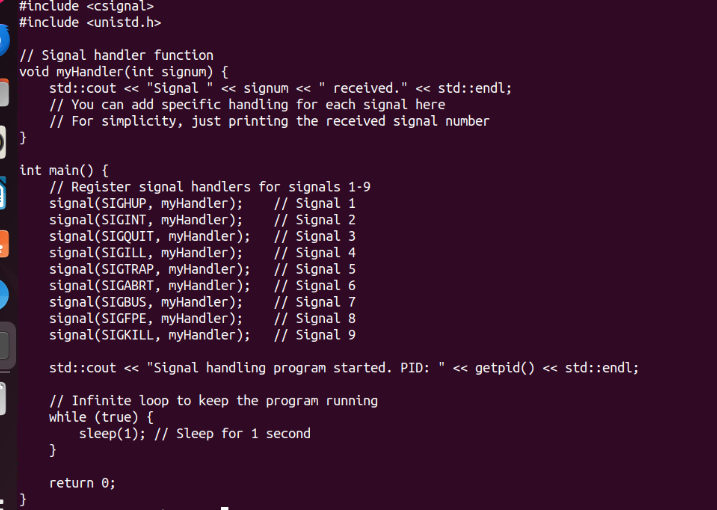 #include <csignal>
#include <unistd.h>
// Signal handler function
void myHandler(int signum) {
    std::cout << "Signal " << signum << " received." << std::endl;
    // You can add specific handling for each signal here
    // For simplicity, just printing the received signal number
}
int main() {
    // Register signal handlers for signals 1-9
    signal(SIGHUP, myHandler);    // Signal 1
    signal(SIGINT, myHandler);    // Signal 2
    signal(SIGQUIT, myHandler);   // Signal 3
    signal(SIGILL, myHandler);    // Signal 4
    signal(SIGTRAP, myHandler);   // Signal 5
    signal(SIGABRT, myHandler);   // Signal 6
    signal(SIGBUS, myHandler);    // Signal 7
    signal(SIGFPE, myHandler);    // Signal 8
    signal(SIGKILL, myHandler);   // Signal 9
    std::cout << "Signal handling program started. PID: " << getpid() << std::endl;
    // Infinite loop to keep the program running
    while (true) {
        sleep(1); // Sleep for 1 second
    }
    return 0;
}